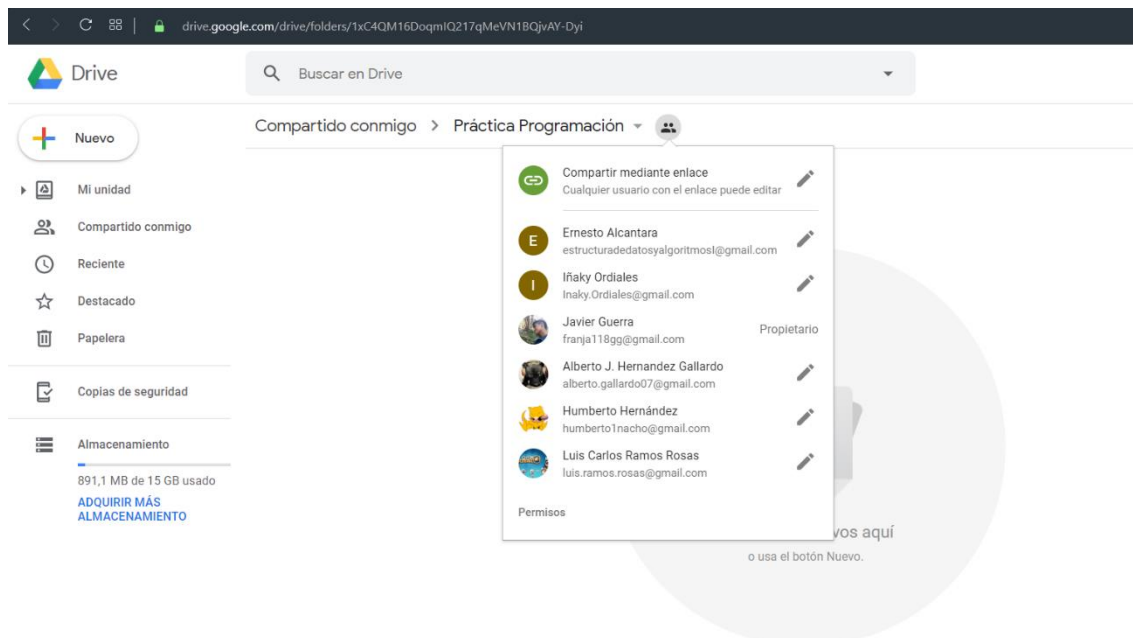 drive.google.com/drive/folders/1xC4QM16DoqmIQ217qMeVN1BQjvAY-Dyi
Drive
Buscar en Drive
Nuevo
Compartido conmigo > Práctica Programación
Mi unidad
Compartido conmigo
Reciente
Destacado
Papelera
Copias de seguridad
Almacenamiento
891,1 MB de 15 GB usado
ADQUIRIR MÁS
ALMACENAMIENTO
Compartir mediante enlace
Cualquier usuario con el enlace puede editar
E
Ernesto Alcantara
estructuradedatosyalgoritmosI@gmail.com
I
Iñaky Ordiales
Inaky.Ordiales@gmail.com
Javier Guerra
franja118gg@gmail.com
Propietario
Alberto J. Hernandez Gallardo
alberto.gallardo07@gmail.com
Humberto Hernández
humberto1nacho@gmail.com
Luis Carlos Ramos Rosas
luis.ramos.rosas@gmail.com
Permisos
vos aquí
o usa el botón Nuevo.